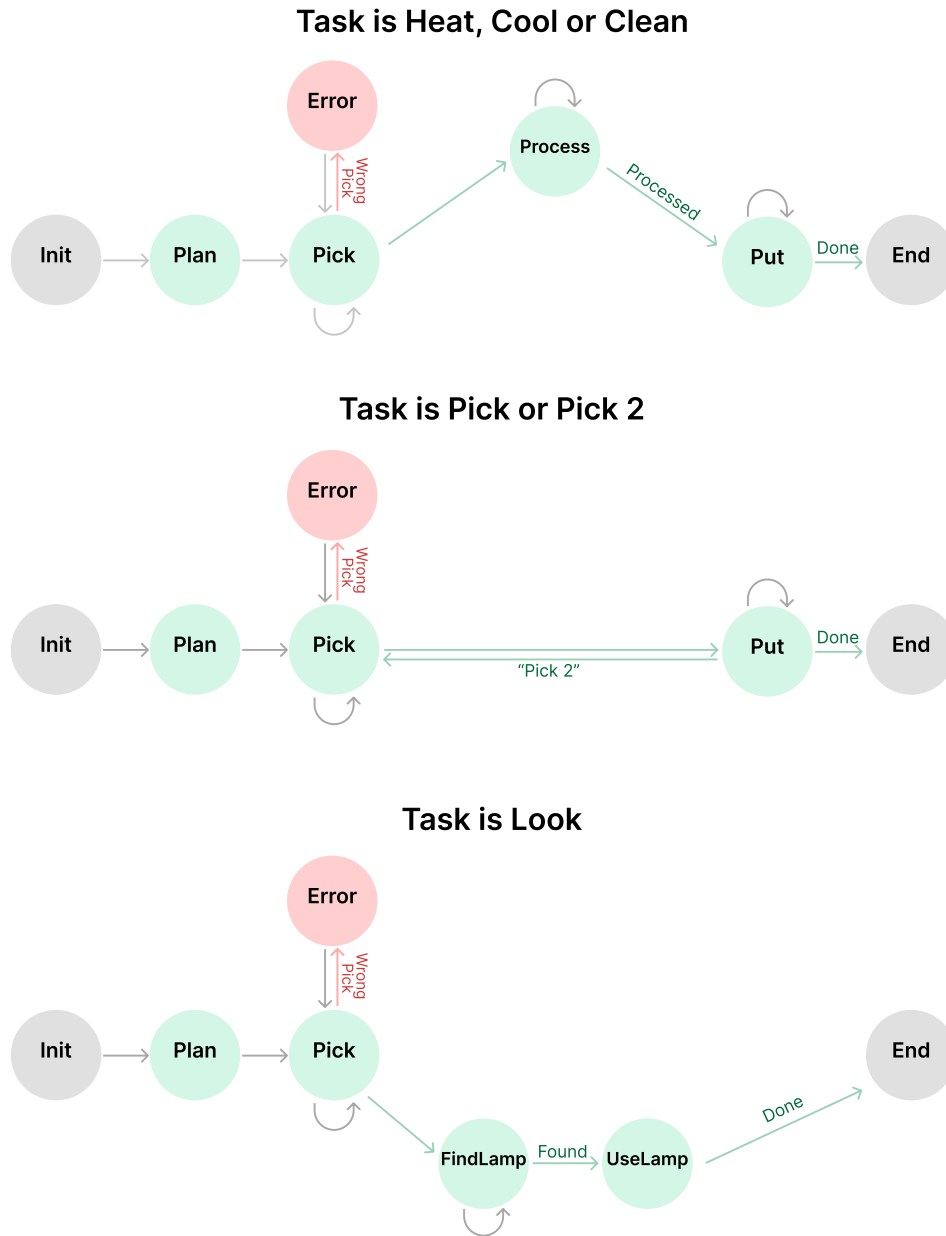 Task is Heat, Cool or Clean
Error
Process
Wrong
Pick
Processed
Init
Plan
Pick
Put
Done
End
Task is Pick or Pick 2
Error
Wrong
Pick
Init
Plan
Pick
“Pick 2”
Put
Done
End
Task is Look
Error
Wrong
Pick
Init
Plan
Pick
End
Done
FindLamp
Found
UseLamp